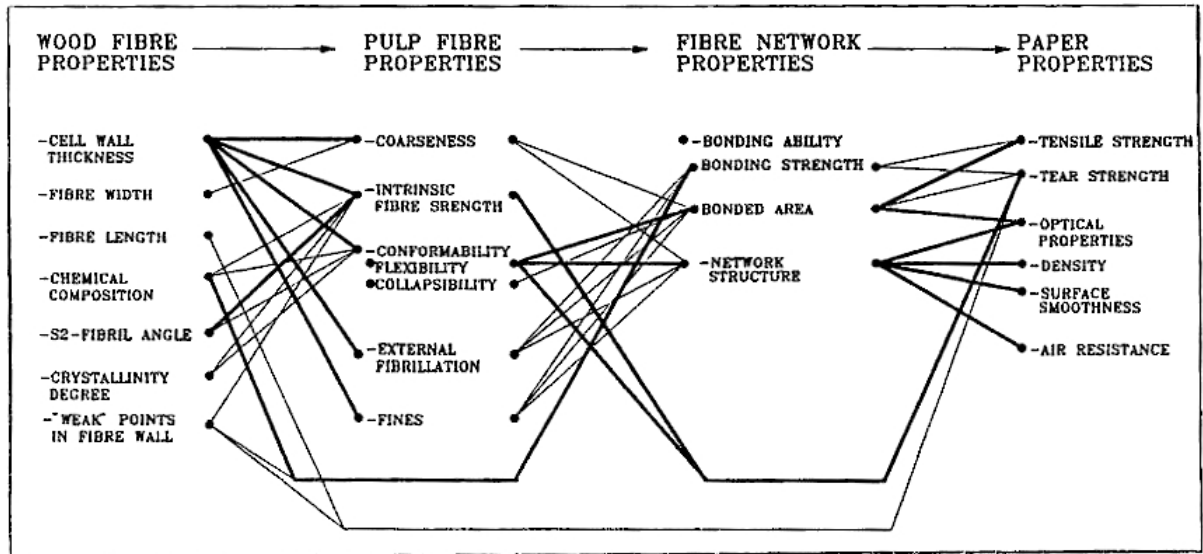 WOOD FIBRE
PROPERTIES
PULP FIBRE
PROPERTIES
FIBRE NETWORK
PROPERTIES
PAPER
PROPERTIES
-CELL WALL
THICKNESS
-FIBRE WIDTH
-FIBRE LENGTH
-CHEMICAL
COMPOSITION
-S2-FIBRIL ANGLE
-CRYSTALLINITY
DEGREE
-"WEAK" POINTS
IN FIBRE WALL
-COARSENESS
-INTRINSIC
FIBRE SRENGTH
-CONFORMABILITY
FLEXIBILITY
COLLAPSIBILITY
-EXTERNAL
FIBRILLATION
-FINES
-BONDING ABILITY
BONDING STRENGTH
BONDED AREA
-NETWORK
STRUCTURE
-TENSILE STRENGTH
-TEAR STRENGTH
-OPTICAL
PROPERTIES
-DENSITY
-SURFACE
SMOOTHNESS
-AIR RESISTANCE